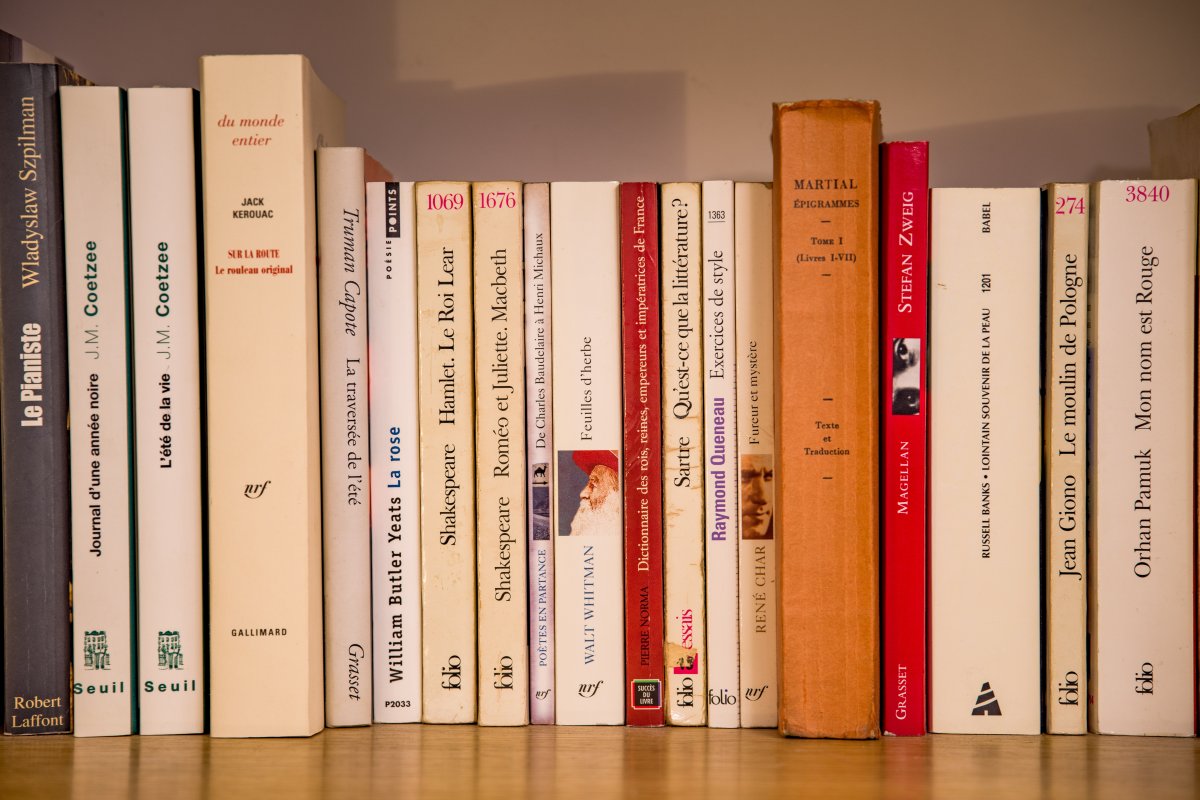 Le Pianiste Wladyslaw Szpilman
Robert
Laffont
Journal d'une année noire J.M. Coetzee
Seuil
L'été de la vie J.M. Coetzee
Seuil
du monde
entier
JACK
KEROUAC
SUR LA ROUTE
Le rouleau original
nrf
GALLIMARD
Truman Capote La traversée de l'été
Grasset
POÉSIE POINTS
William Butler Yeats La rose
P2033
1069
Shakespeare Hamlet. Le Roi Lear
folio
1676
Shakespeare Roméo et Juliette. Macbeth
folio
De Charles Baudelaire à Henri Michaux
POÈTES EN PARTANCE
nrf
Feuilles d'herbe
WALT WHITMAN
nrf
PIERRE NORMA Dictionnaire des rois, reines, empereurs et impératrices de France
SUCCÈS
DU
LIVRE
Sartre Qu'est-ce que la littérature?
folio essais
1363
Raymond Queneau Exercices de style
folio
RENÉ CHAR Fureur et mystère
nrf
MARTIAL
ÉPIGRAMMES
TOME I
(Livres I-VII)
Texte
et
Traduction
STEFAN ZWEIG
MAGELLAN
GRASSET
RUSSELL BANKS • LOINTAIN SOUVENIR DE LA PEAU 1201 BABEL
274
Jean Giono Le moulin de Pologne
folio
3840
Orhan Pamuk Mon nom est Rouge
folio